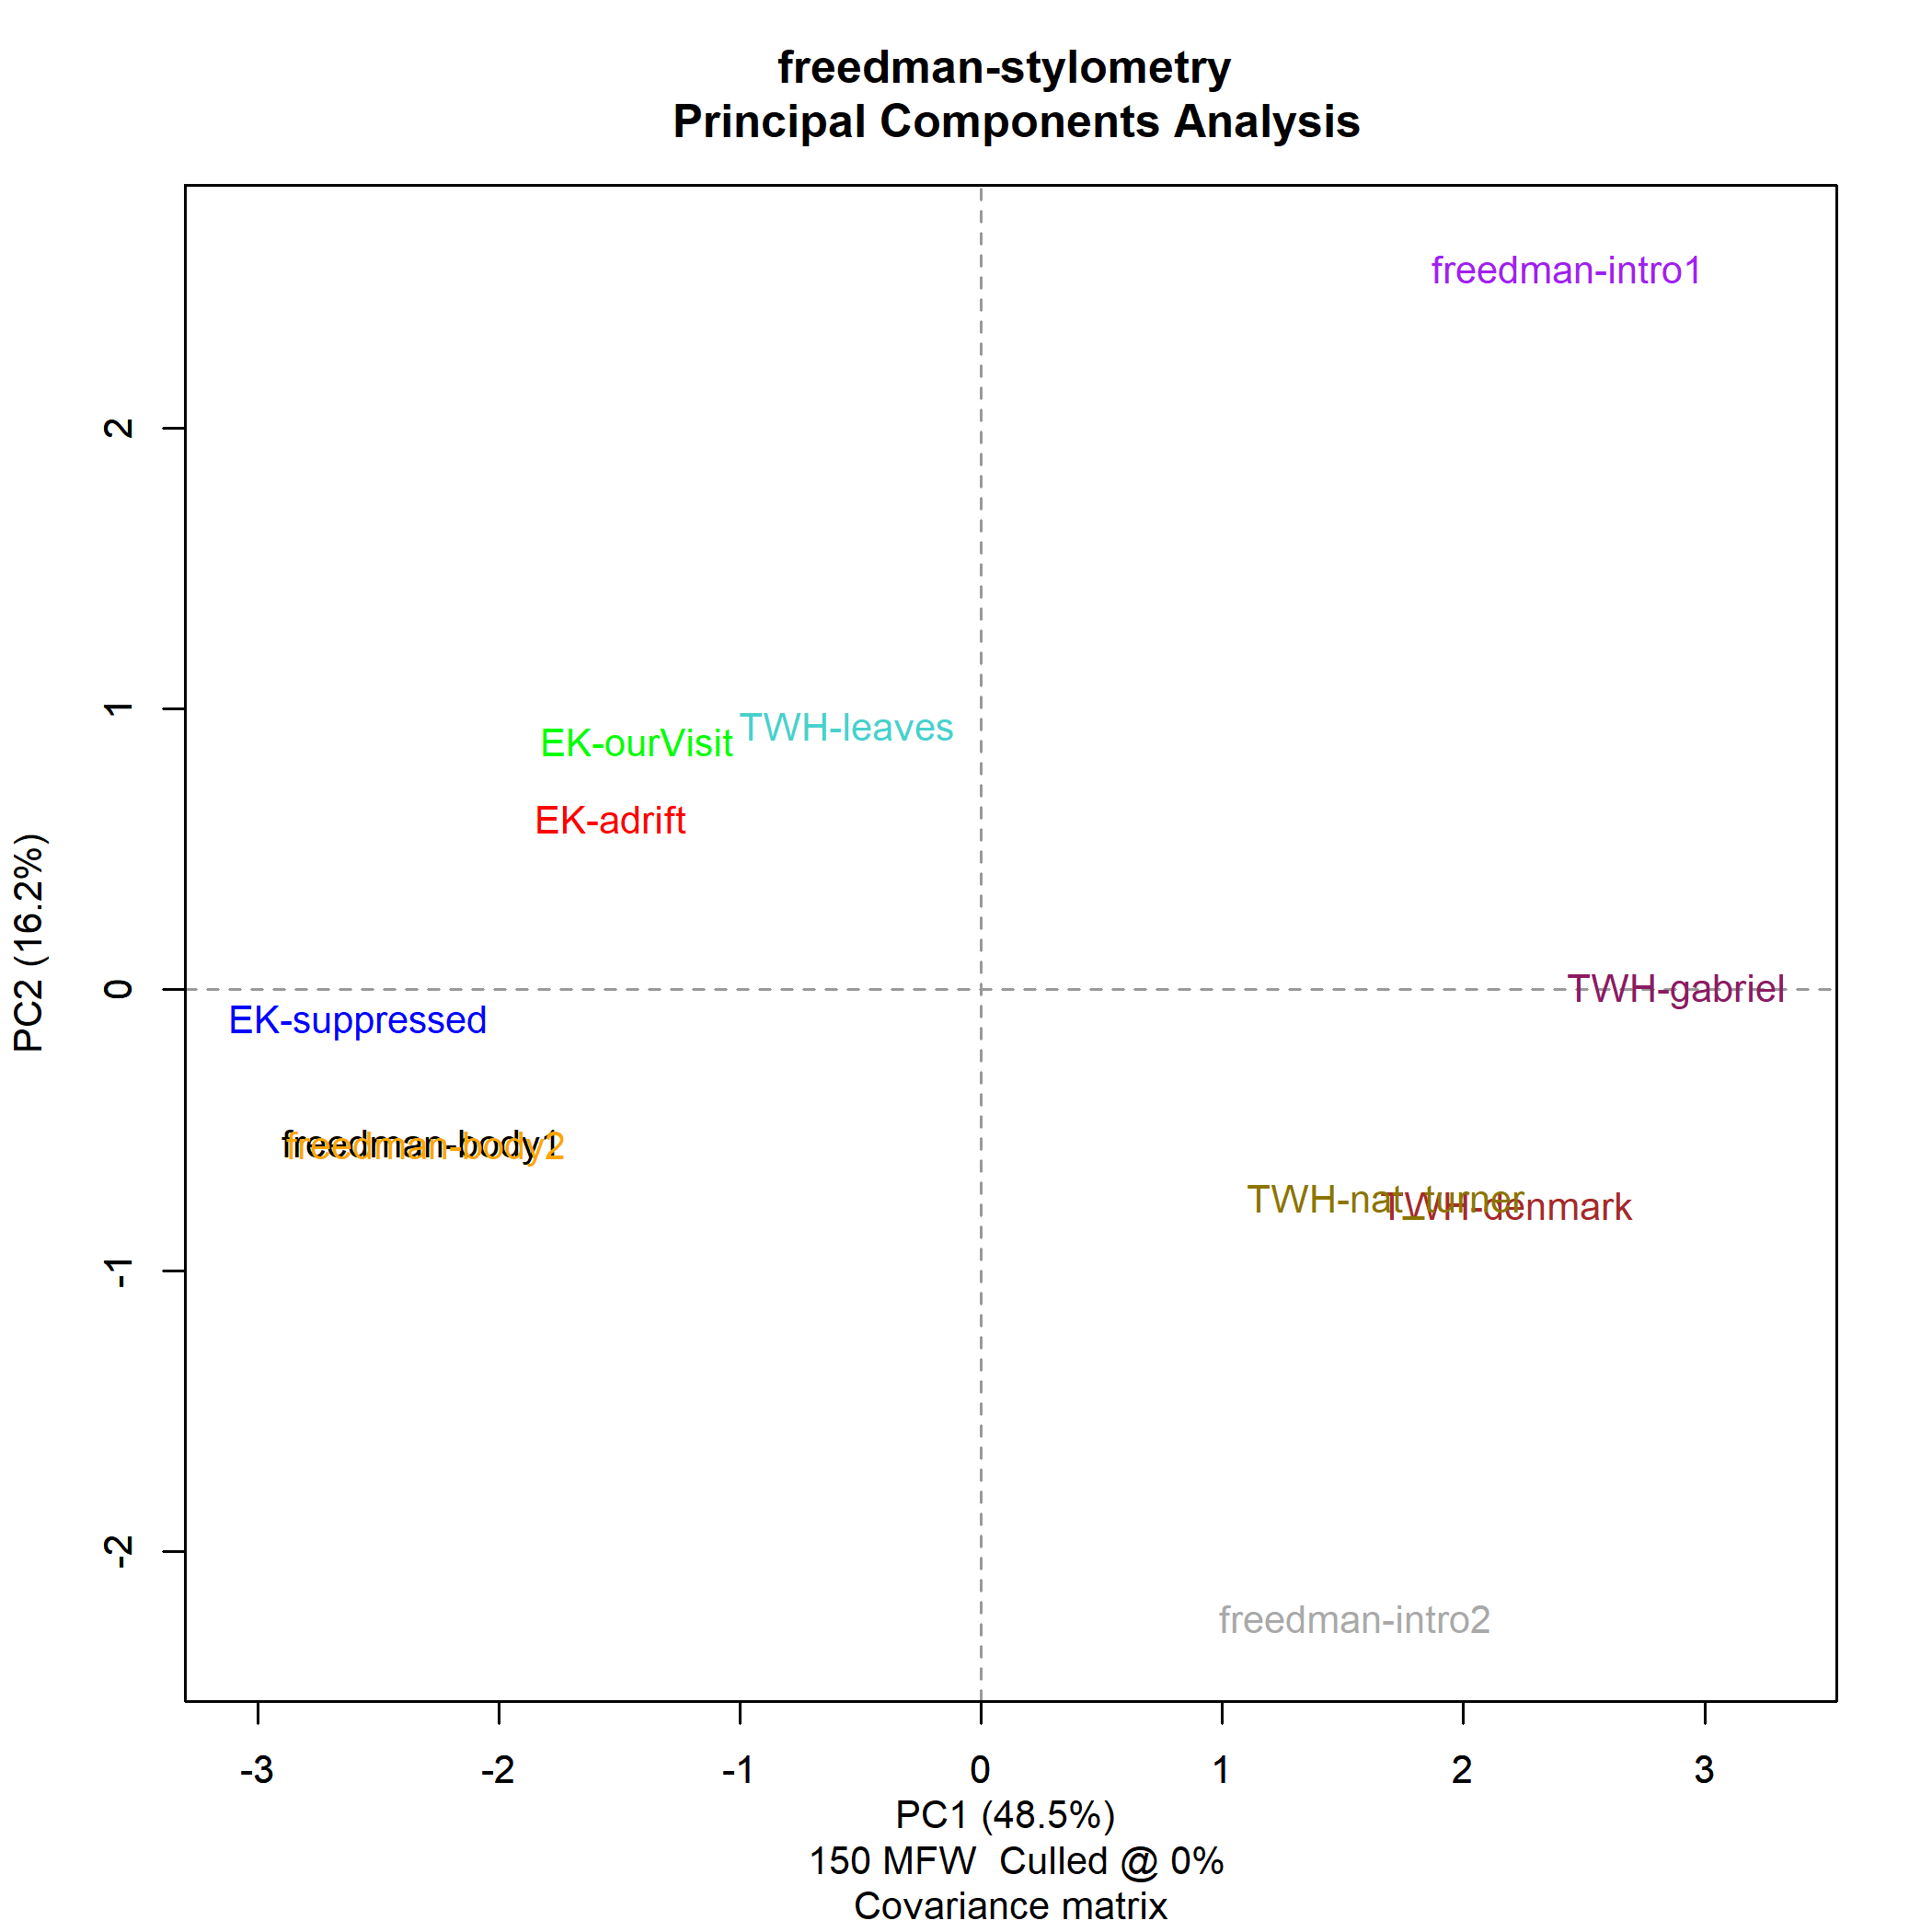 freedman-stylometry
Principal Components Analysis
freedman-intro1
2
1
TWH-leaves
EK-ourVisit
EK-adrift
PC2 (16.2%)
0
TWH-gabriel
EK-suppressed
freedman-body1
freedman-body2
TWH-nat_turner
TWH-denmark
-1
-2
freedman-intro2
-3 -2 -1 0 1 2 3
PC1 (48.5%)
150 MFW  Culled @ 0%
Covariance matrix